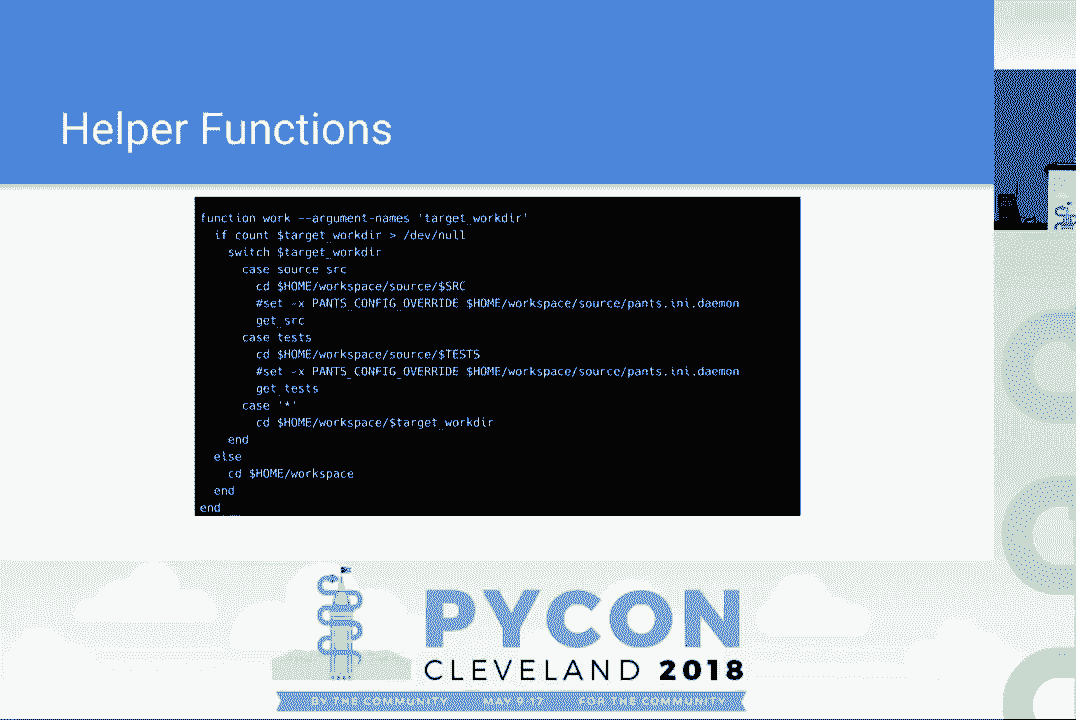 Helper Functions
function work --argument-names 'target_workdir'
if count $target_workdir > /dev/null
switch $target_workdir
case source src
cd $HOME/workspace/source/$SRC
#set -x PANTS_CONFIG_OVERRIDE $HOME/workspace/source/pants.ini.daemon
get_src
case tests
cd $HOME/workspace/source/$TESTS
#set -x PANTS_CONFIG_OVERRIDE $HOME/workspace/source/pants.ini.daemon
get_tests
case '*'
cd $HOME/workspace/$target_workdir
end
else
cd $HOME/workspace
end
end
PYCON
CLEVELAND 2018
BY THE COMMUNITY MAY 9-17 FOR THE COMMUNITY